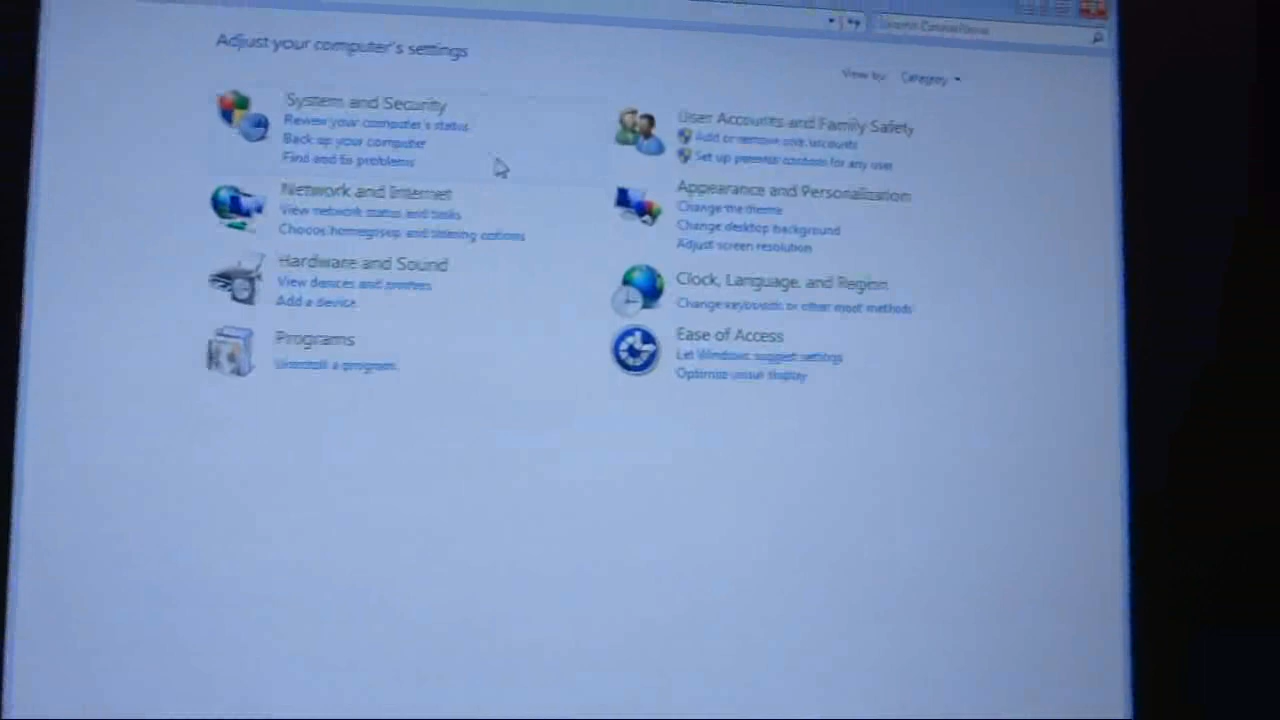 Search Control Panel
Adjust your computer's settings
View by: Category
System and Security
Review your computer's status
Back up your computer
Find and fix problems
Network and Internet
View network status and tasks
Choose homegroup and sharing options
Hardware and Sound
View devices and printers
Add a device
Programs
Uninstall a program
User Accounts and Family Safety
Add or remove user accounts
Set up parental controls for any user
Appearance and Personalization
Change the theme
Change desktop background
Adjust screen resolution
Clock, Language, and Region
Change keyboards or other input methods
Ease of Access
Let Windows suggest settings
Optimize visual display